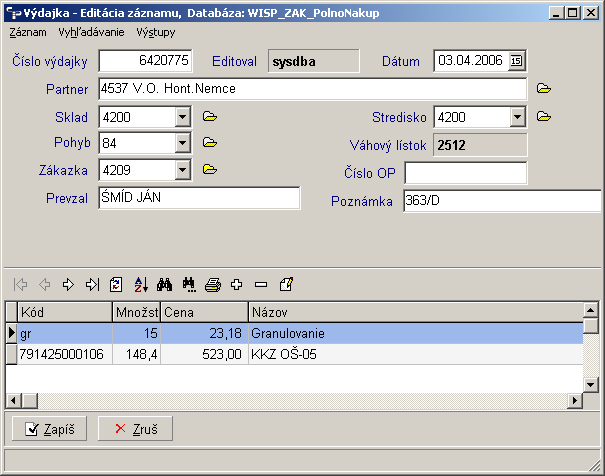 Výdajka - Editácia záznamu, Databáza: WISP_ZAK_PolnoNakup
Záznam Vyhľadávanie Výstupy
Číslo výdajky 6420775 Editoval sysdba Dátum 03.04.2006 15
Partner 4537 V.O. Hont.Nemce
Sklad 4200 Stredisko 4200
Pohyb 84 Váhový lístok 2512
Zákazka 4209 Číslo OP
Prevzal ŠMÍD JÁN Poznámka 363/D
Kód Množst Cena Názov
gr 15 23,18 Granulovanie
791425000106 148,4 523,00 KKZ OŠ-05
Zapíš Zruš